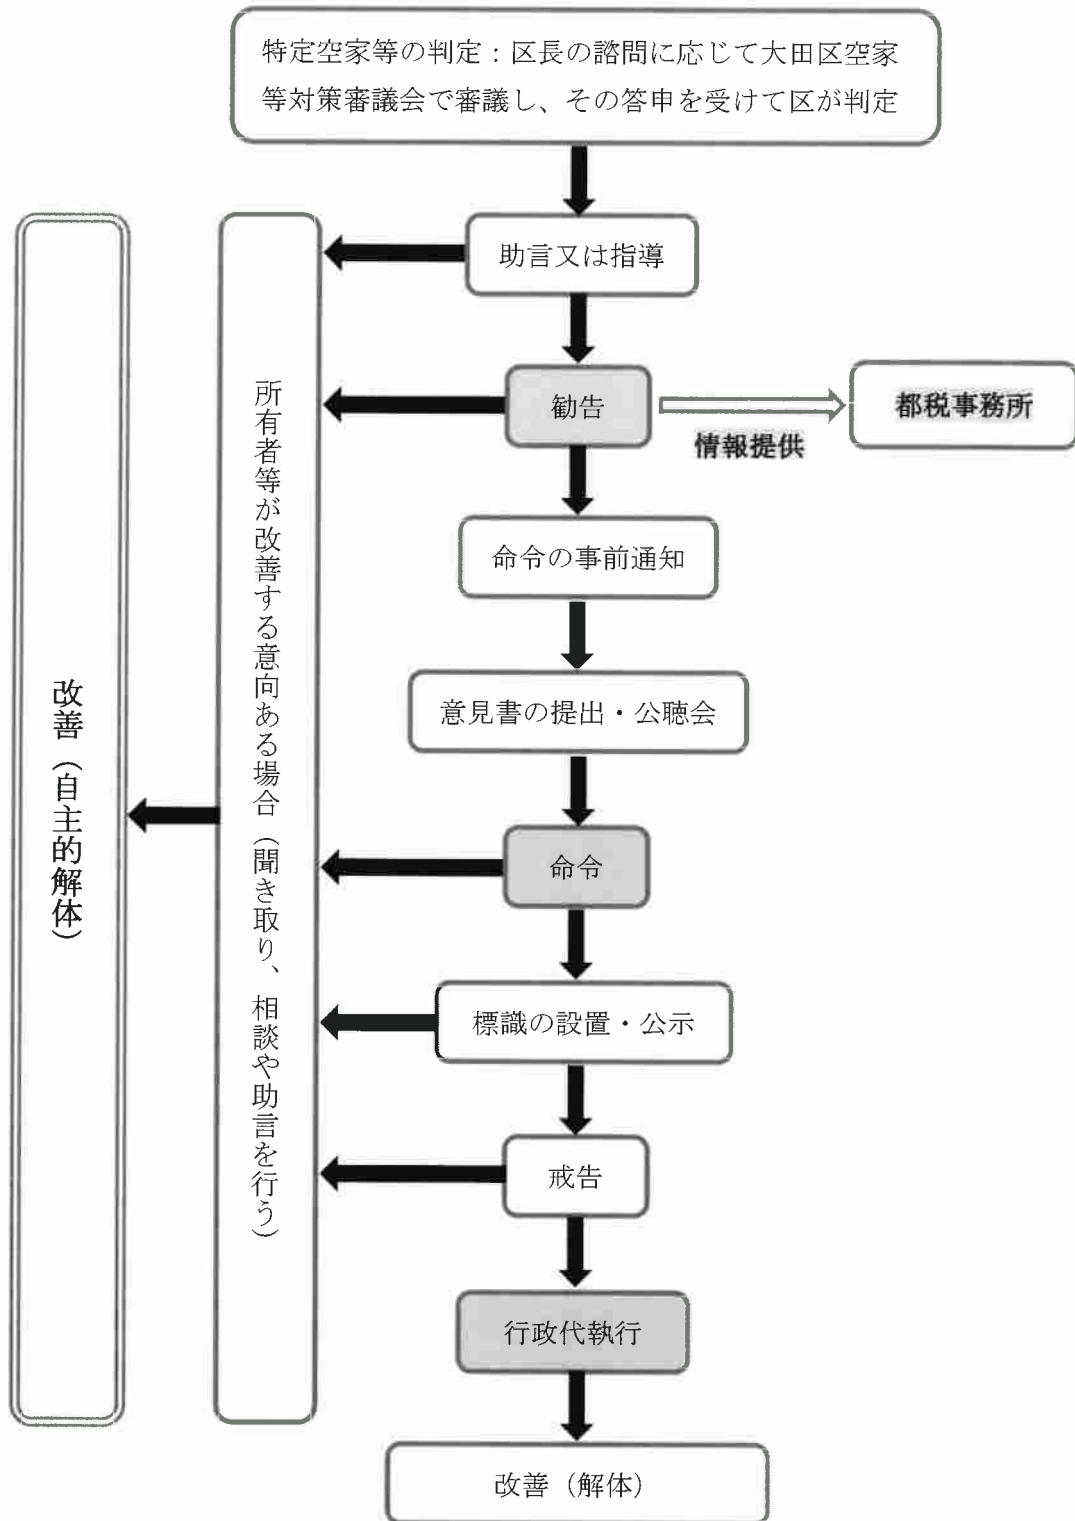 特定空家等の判定：区長の諮問に応じて大田区空家
等対策審議会で審議し、その答申を受けて区が判定
助言又は指導
勧告
都税事務所
情報提供
命令の事前通知
意見書の提出・公聴会
命令
標識の設置・公示
戒告
行政代執行
改善（解体）
所有者等が改善する意向ある場合（聞き取り、相談や助言を行う）
改善（自主的解体）